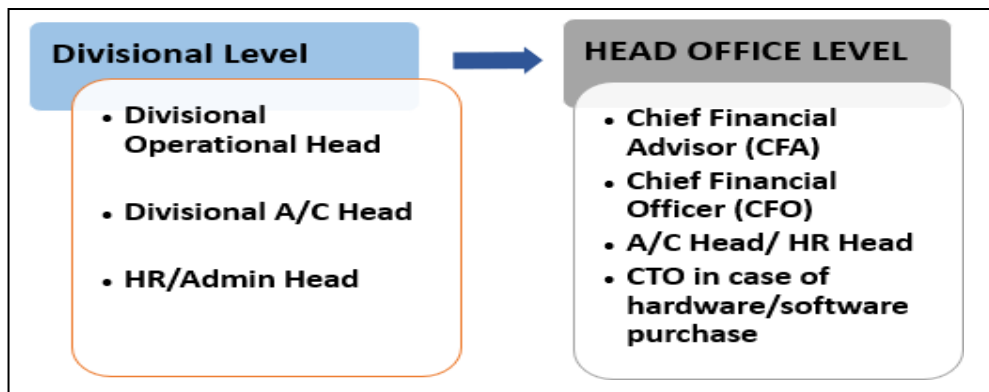 Divisional Level
• Divisional
Operational Head
• Divisional A/C Head
• HR/Admin Head
HEAD OFFICE LEVEL
• Chief Financial
Advisor (CFA)
• Chief Financial
Officer (CFO)
• A/C Head/ HR Head
• CTO in case of
hardware/software
purchase